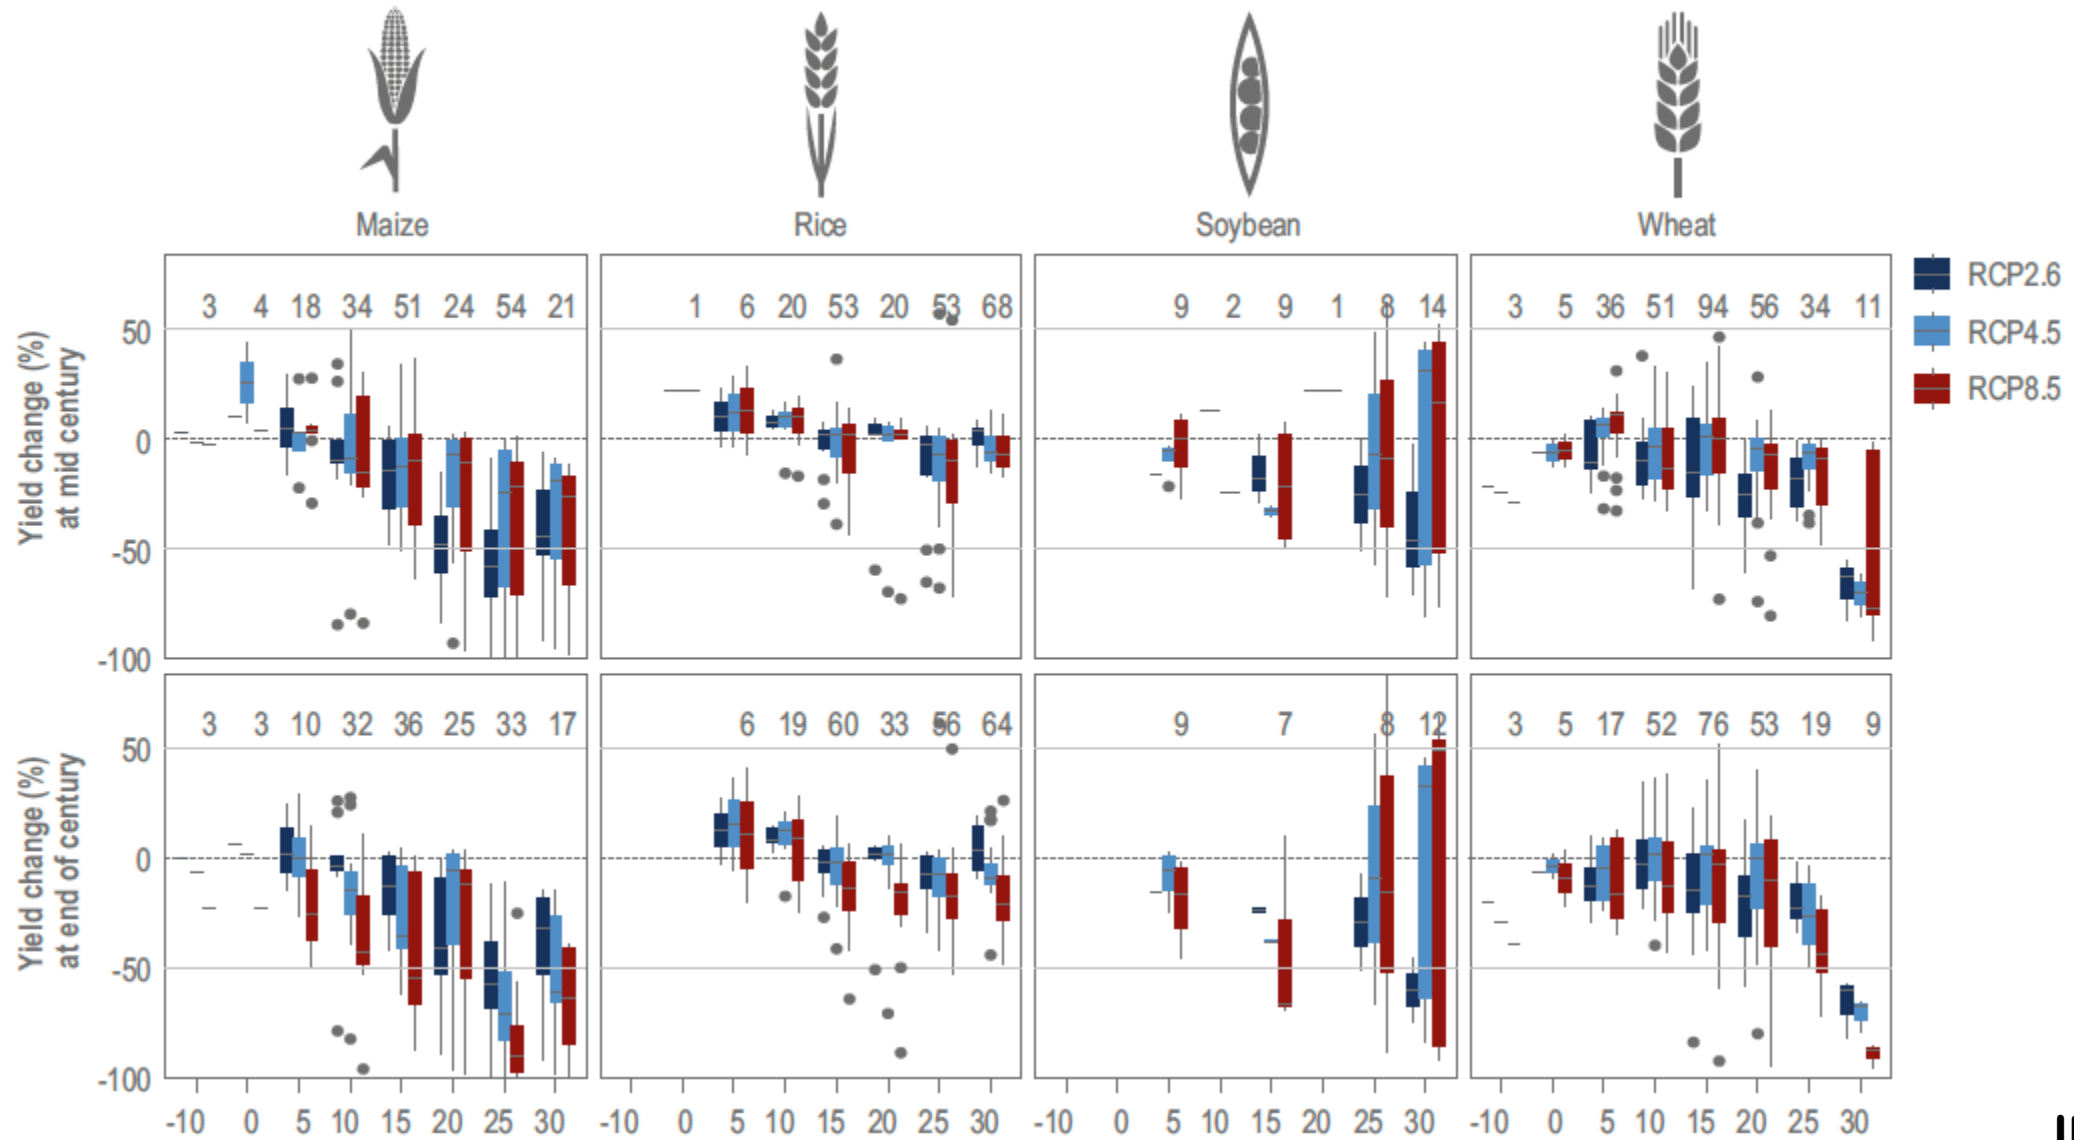 Maize Rice Soybean Wheat
RCP2.6
RCP4.5
RCP8.5
Yield change (%)
at mid century
50
0
-50
-100
3 4 18 34 51 24 54 21
1 6 20 53 20 53 68
9 2 9 1 8 14
3 5 36 51 94 56 34 11
Yield change (%)
at end of century
50
0
-50
-100
3 3 10 32 36 25 33 17
6 19 60 33 56 64
9 7 8 12
3 5 17 52 76 53 19 9
-10 0 5 10 15 20 25 30
-10 0 5 10 15 20 25 30
-10 0 5 10 15 20 25 30
-10 0 5 10 15 20 25 30